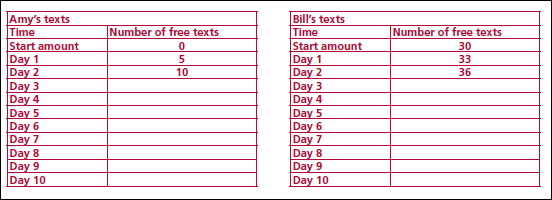 Amy's texts
Time Number of free texts
Start amount 0
Day 1 5
Day 2 10
Day 3
Day 4
Day 5
Day 6
Day 7
Day 8
Day 9
Day 10
Bill's texts
Time Number of free texts
Start amount 30
Day 1 33
Day 2 36
Day 3
Day 4
Day 5
Day 6
Day 7
Day 8
Day 9
Day 10